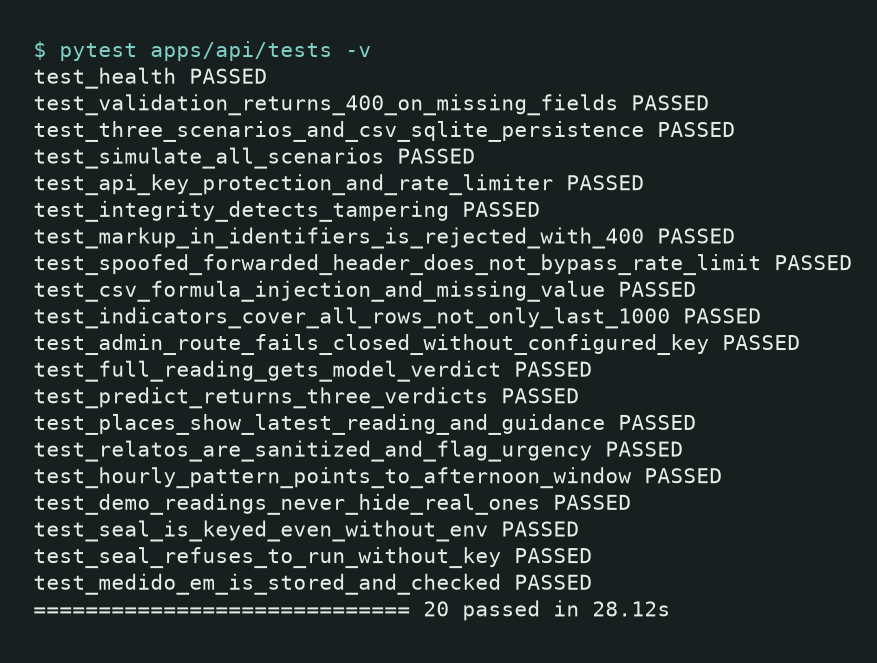 $ pytest apps/api/tests -v
test_health PASSED
test_validation_returns_400_on_missing_fields PASSED
test_three_scenarios_and_csv_sqlite_persistence PASSED
test_simulate_all_scenarios PASSED
test_api_key_protection_and_rate_limiter PASSED
test_integrity_detects_tampering PASSED
test_markup_in_identifiers_is_rejected_with_400 PASSED
test_spoofed_forwarded_header_does_not_bypass_rate_limit PASSED
test_csv_formula_injection_and_missing_value PASSED
test_indicators_cover_all_rows_not_only_last_1000 PASSED
test_admin_route_fails_closed_without_configured_key PASSED
test_full_reading_gets_model_verdict PASSED
test_predict_returns_three_verdicts PASSED
test_places_show_latest_reading_and_guidance PASSED
test_relatos_are_sanitized_and_flag_urgency PASSED
test_hourly_pattern_points_to_afternoon_window PASSED
test_demo_readings_never_hide_real_ones PASSED
test_seal_is_keyed_even_without_env PASSED
test_seal_refuses_to_run_without_key PASSED
test_medido_em_is_stored_and_checked PASSED
============================= 20 passed in 28.12s